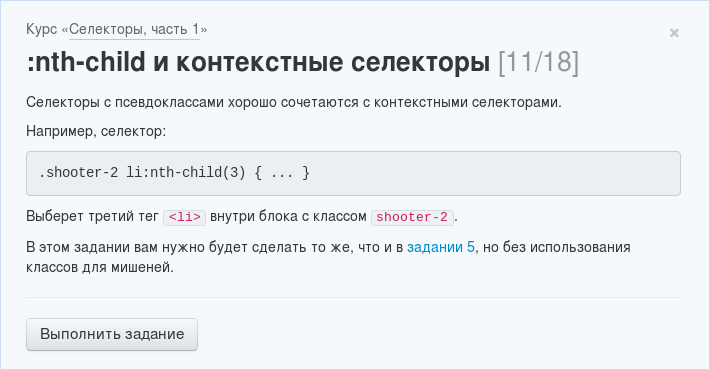 Курс «Селекторы, часть 1»
×
:nth-child и контекстные селекторы [11/18]
Селекторы с псевдоклассами хорошо сочетаются с контекстными селекторами.
Например, селектор:
.shooter-2 li:nth-child(3) { ... }
Выберет третий тег <li> внутри блока с классом shooter-2.
В этом задании вам нужно будет сделать то же, что и в задании 5, но без использования
классов для мишеней.
Выполнить задание